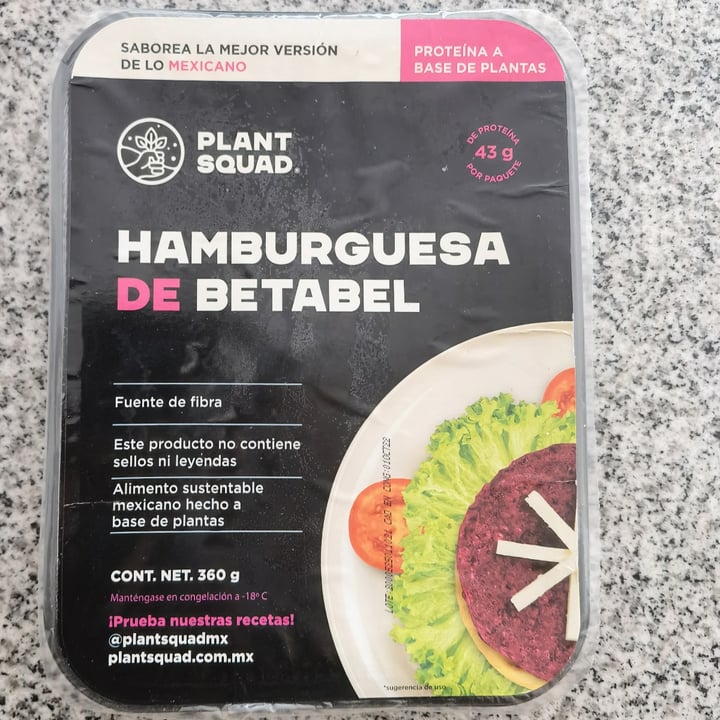 SABOREA LA MEJOR VERSIÓN
DE LO MEXICANO
PROTEÍNA A
BASE DE PLANTAS
PLANT
SQUAD
DE PROTEÍNA
43 g
POR PAQUETE
HAMBURGUESA
DE BETABEL
Fuente de fibra
Este producto no contiene
sellos ni leyendas
Alimento sustentable
mexicano hecho a
base de plantas
CONT. NET. 360 g
Manténgase en congelación a -18º C
¡Prueba nuestras recetas!
@plantsquadmx
plantsquad.com.mx
*sugerencia de uso